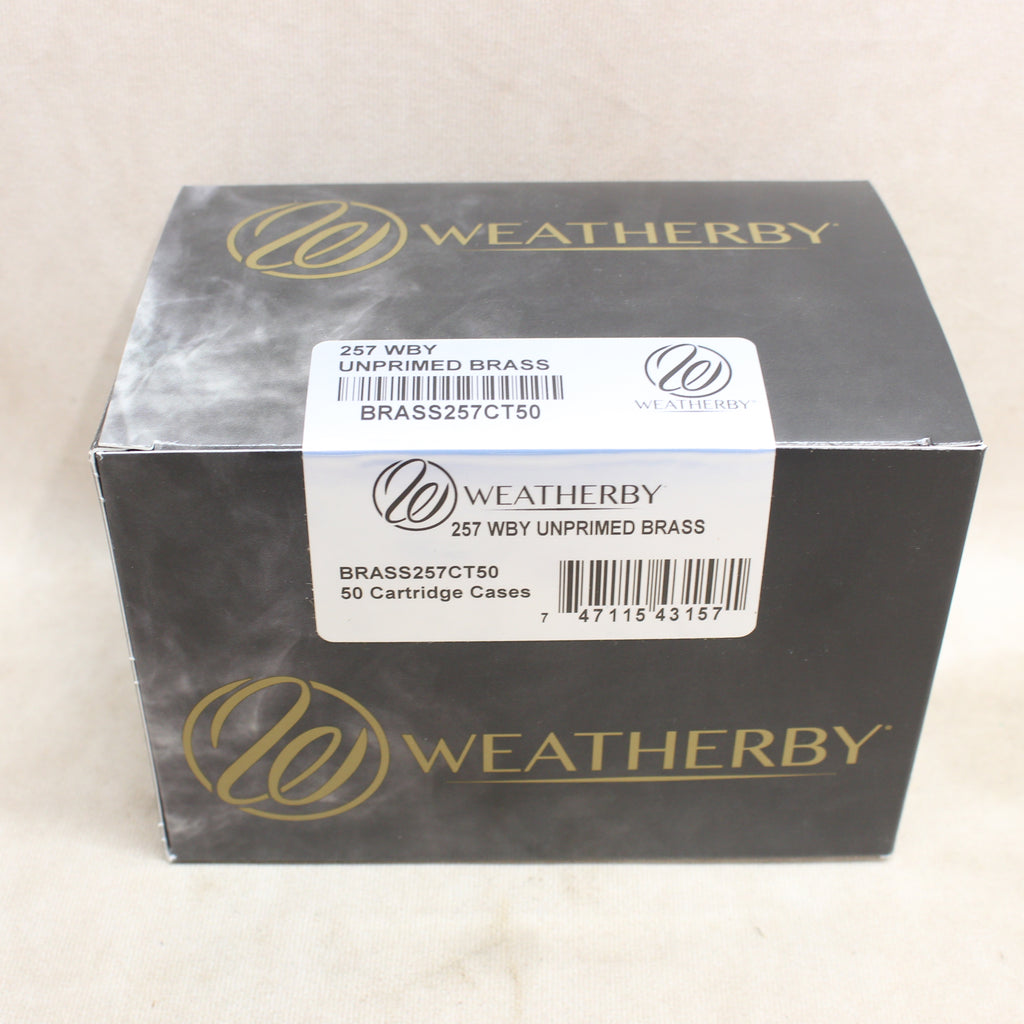 WEATHERBY
257 WBY
UNPRIMED BRASS
BRASS257CT50
WEATHERBY
WEATHERBY
257 WBY UNPRIMED BRASS
BRASS257CT50
50 Cartridge Cases
7 47115 43157
WEATHERBY